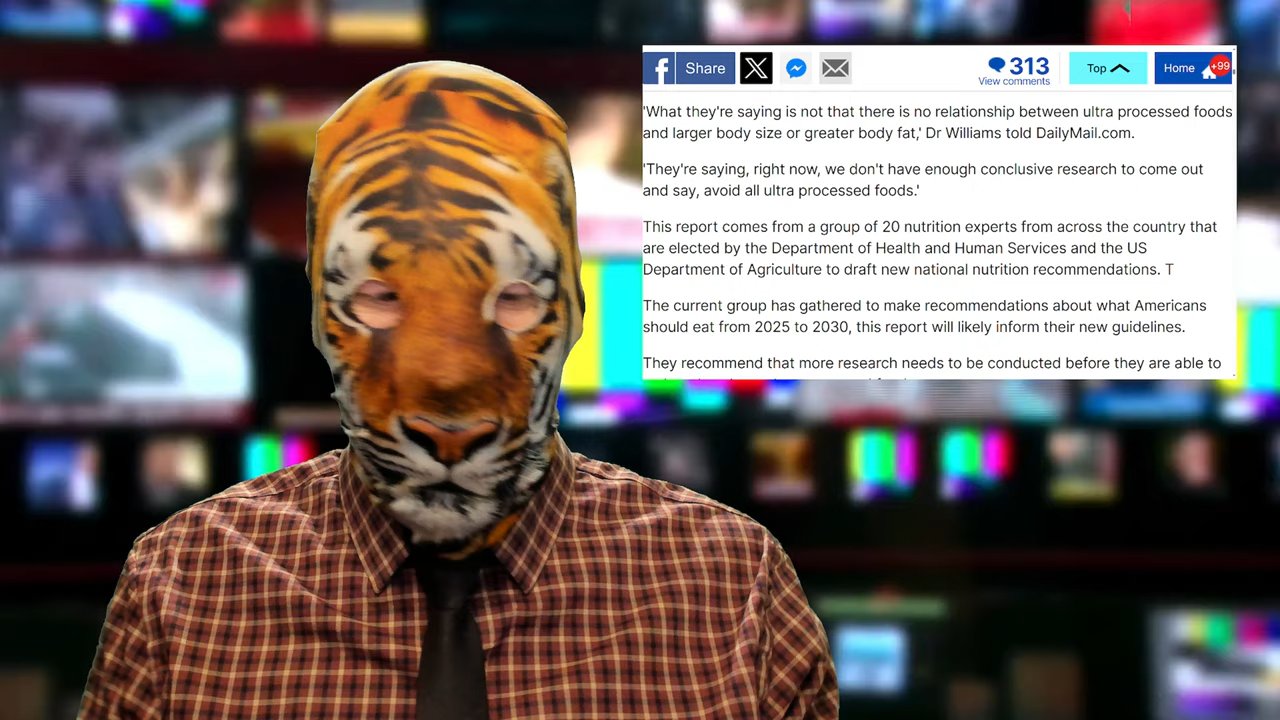 Share
313
View comments
Top
Home
+99
'What they're saying is not that there is no relationship between ultra processed foods
and larger body size or greater body fat,' Dr Williams told DailyMail.com.
'They're saying, right now, we don't have enough conclusive research to come out
and say, avoid all ultra processed foods.'
This report comes from a group of 20 nutrition experts from across the country that
are elected by the Department of Health and Human Services and the US
Department of Agriculture to draft new national nutrition recommendations. T
The current group has gathered to make recommendations about what Americans
should eat from 2025 to 2030, this report will likely inform their new guidelines.
They recommend that more research needs to be conducted before they are able to